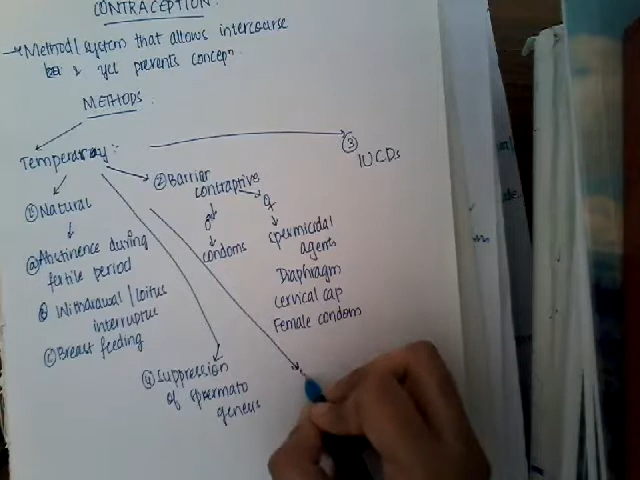 CONTRACEPTION.
→ Method/system that allows intercourse
& yet prevents concepn.
METHODS:
Temperatray:
① Natural
ⓐ Abstinence during
fertile period
ⓑ Withdrawal/Coitus
interruptus
ⓒ Breast feeding
② Barrier
contraptive
♂
condoms
♀
spermicidal
agents
Diaphragm
cervical cap
Female condom
③
IUCDs
④ suppression
of spermato
genesis